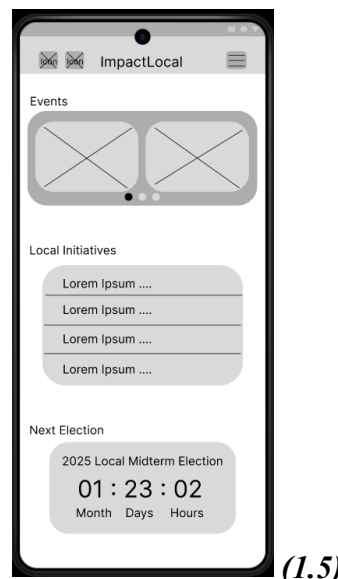 Icon Icon ImpactLocal
Events
Local Initiatives
Lorem Ipsum ....
Lorem Ipsum ....
Lorem Ipsum ....
Lorem Ipsum ....
Next Election
2025 Local Midterm Election
01 : 23 : 02
Month Days Hours
(1.5)